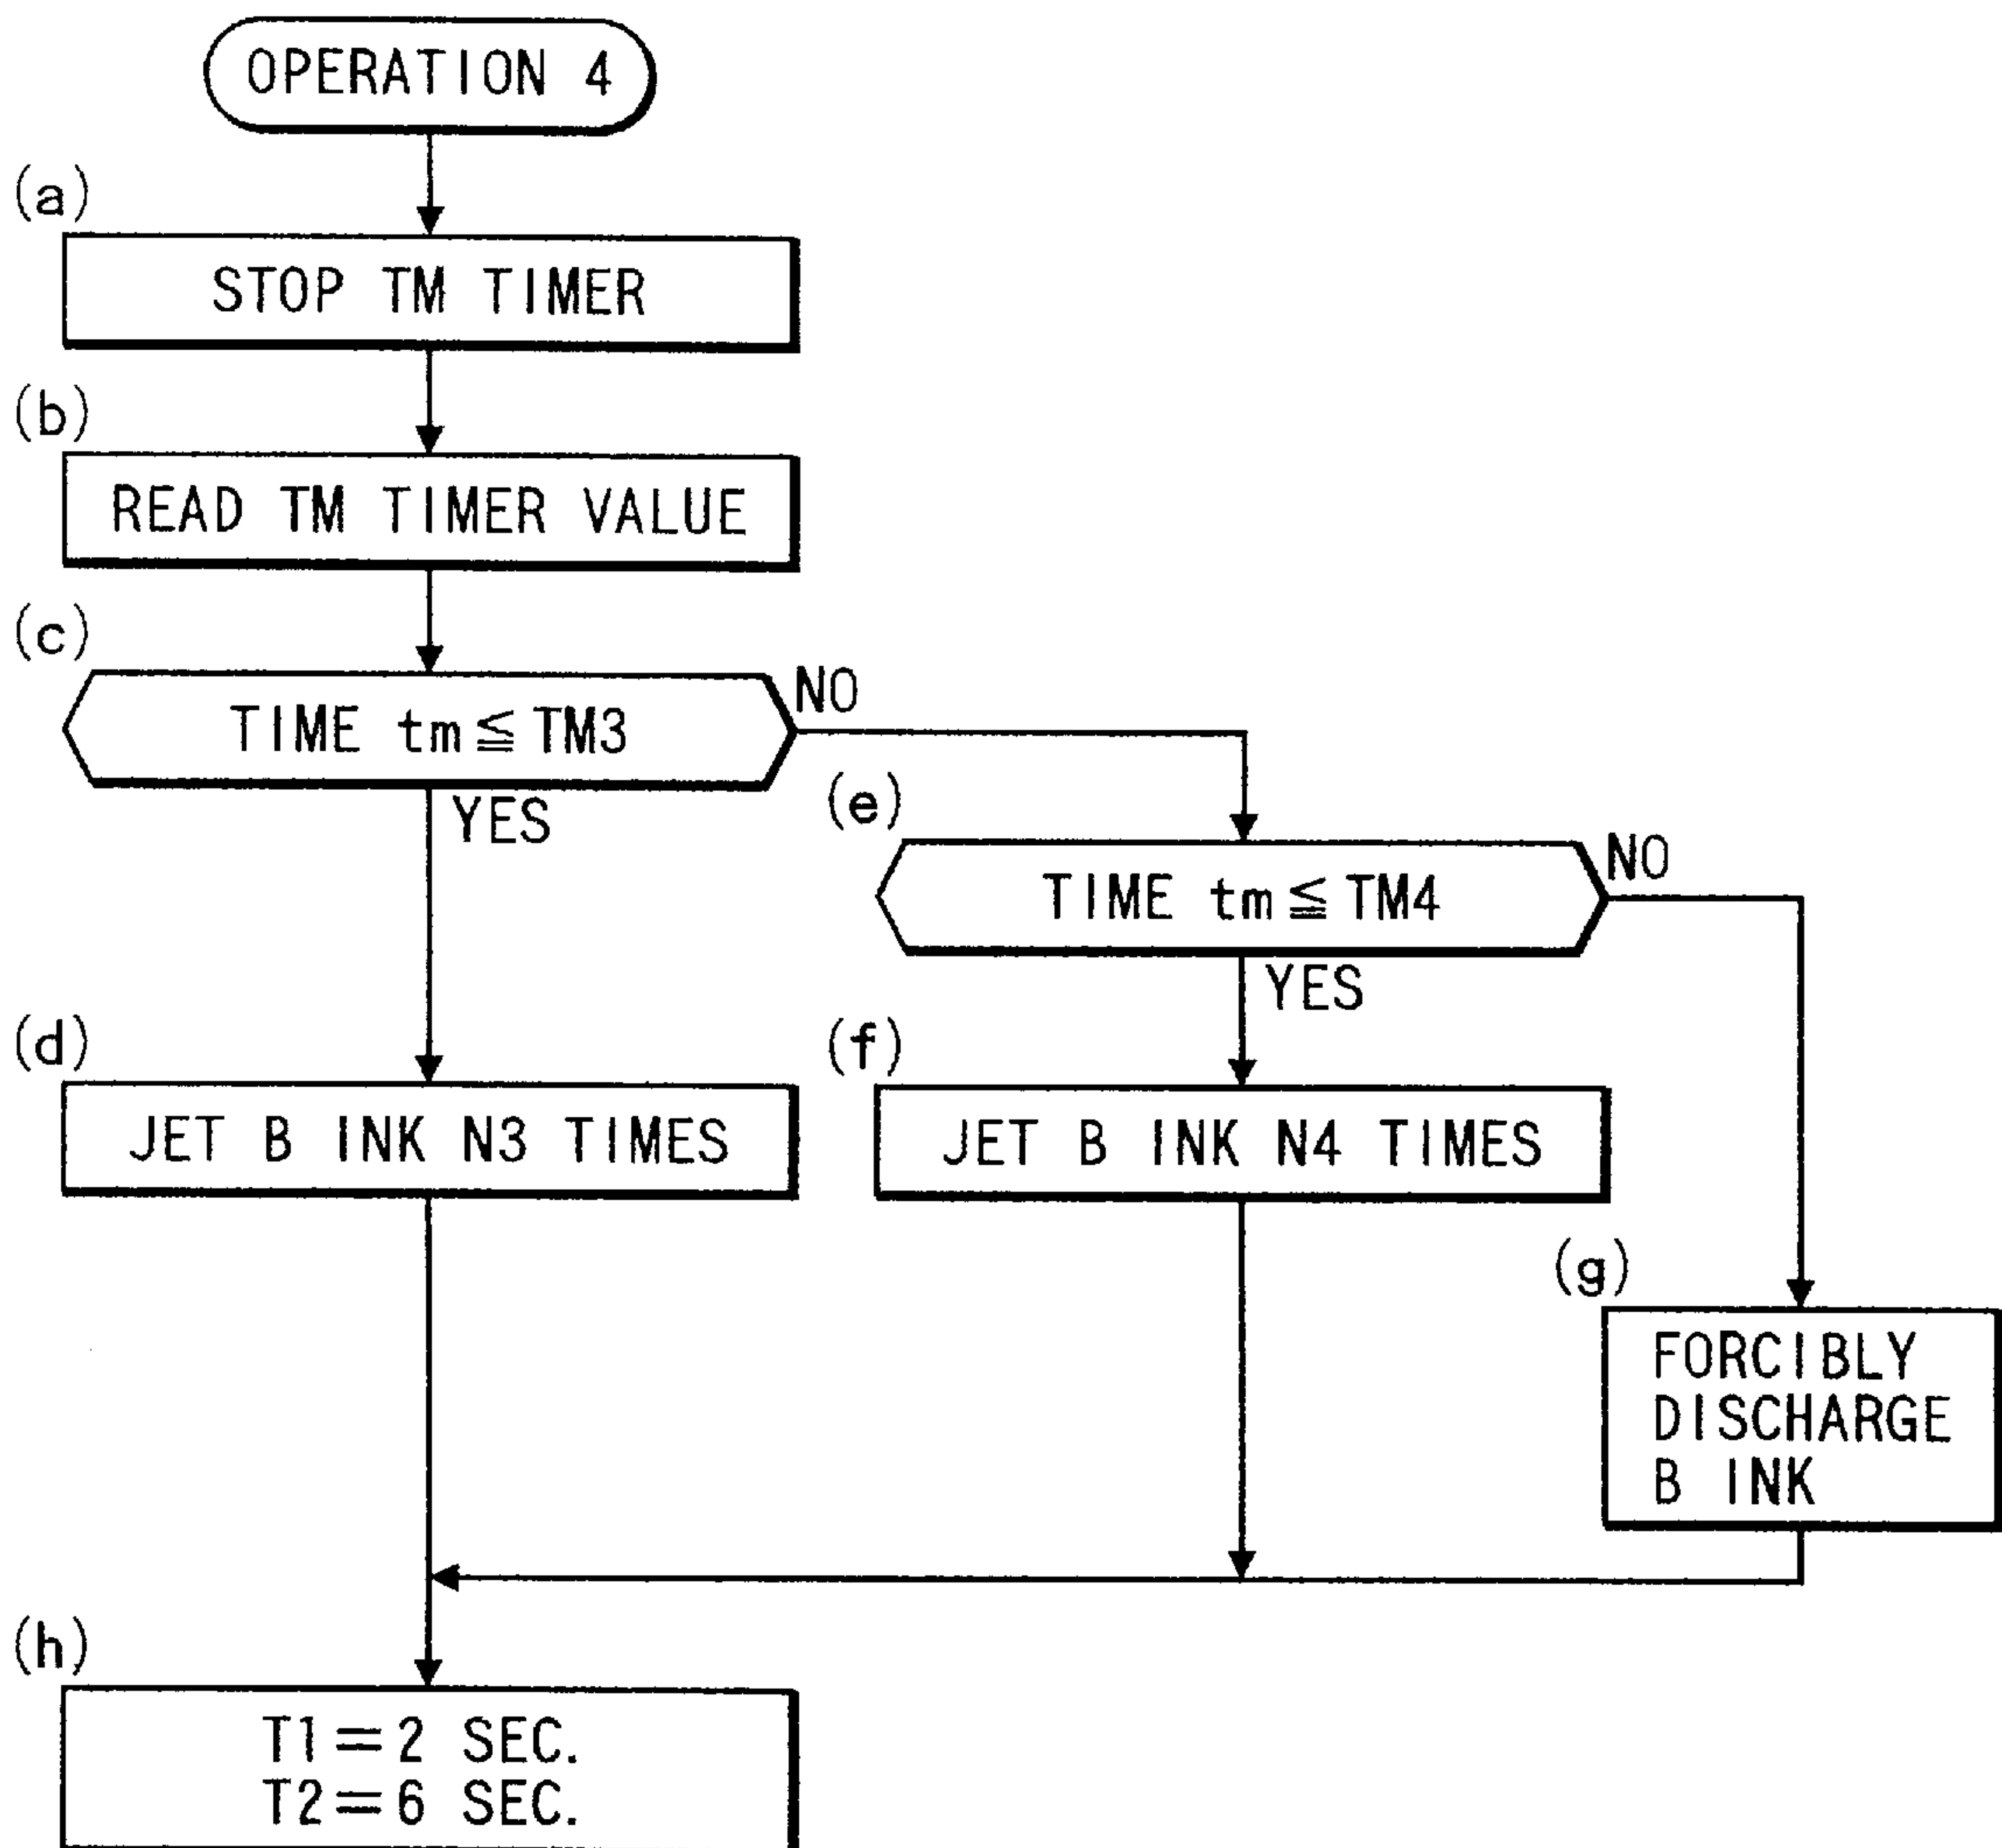 OPERATION 4
(a)
STOP TM TIMER
(b)
READ TM TIMER VALUE
(c)
TIME tm≦TM3
NO
YES
(e)
TIME tm≦TM4
NO
YES
(d)
JET B INK N3 TIMES
(f)
JET B INK N4 TIMES
(g)
FORCIBLY
DISCHARGE
B INK
(h)
T1=2 SEC.
T2=6 SEC.